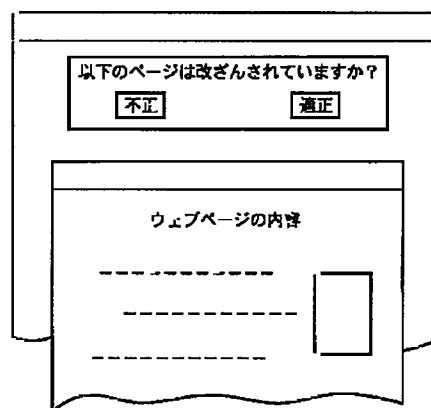 以下のページは改ざんされていますか？
不正 適正
ウェブページの内容